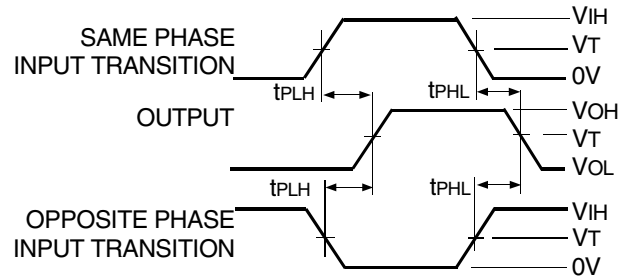 SAME PHASE
INPUT TRANSITION
VIH
VT
0V
tPLH
tPHL
OUTPUT
VOH
VT
VOL
tPLH
tPHL
OPPOSITE PHASE
INPUT TRANSITION
VIH
VT
0V